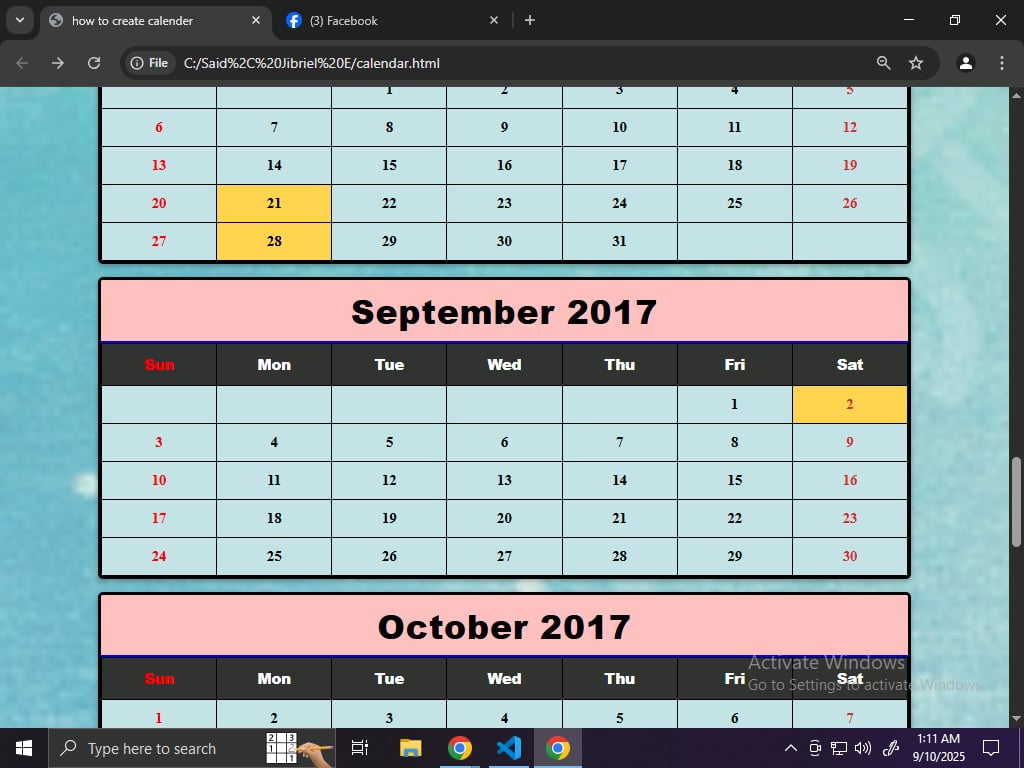 how to create calender
(3) Facebook
File
C:/Said%2C%20Jibriel%20E/calendar.html
1 2 3 4 5
6 7 8 9 10 11 12
13 14 15 16 17 18 19
20 21 22 23 24 25 26
27 28 29 30 31
September 2017
Sun Mon Tue Wed Thu Fri Sat
1 2
3 4 5 6 7 8 9
10 11 12 13 14 15 16
17 18 19 20 21 22 23
24 25 26 27 28 29 30
October 2017
Sun Mon Tue Wed Thu Fri Sat
1 2 3 4 5 6 7
Activate Windows
Go to Settings to activate Windows.
Type here to search
2 3
1 2
1
1:11 AM
9/10/2025